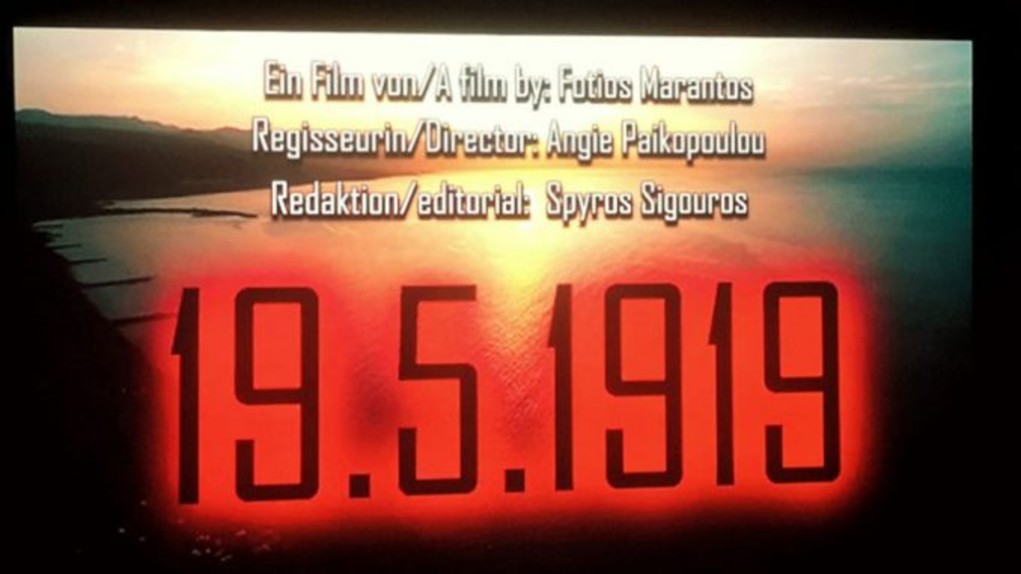 Ein Film von/A film by: Fotios Marantos
Regisseurin/Director: Angie Paikopoulou
Redaktion/editorial: Spyros Sigouros
19.5.1919